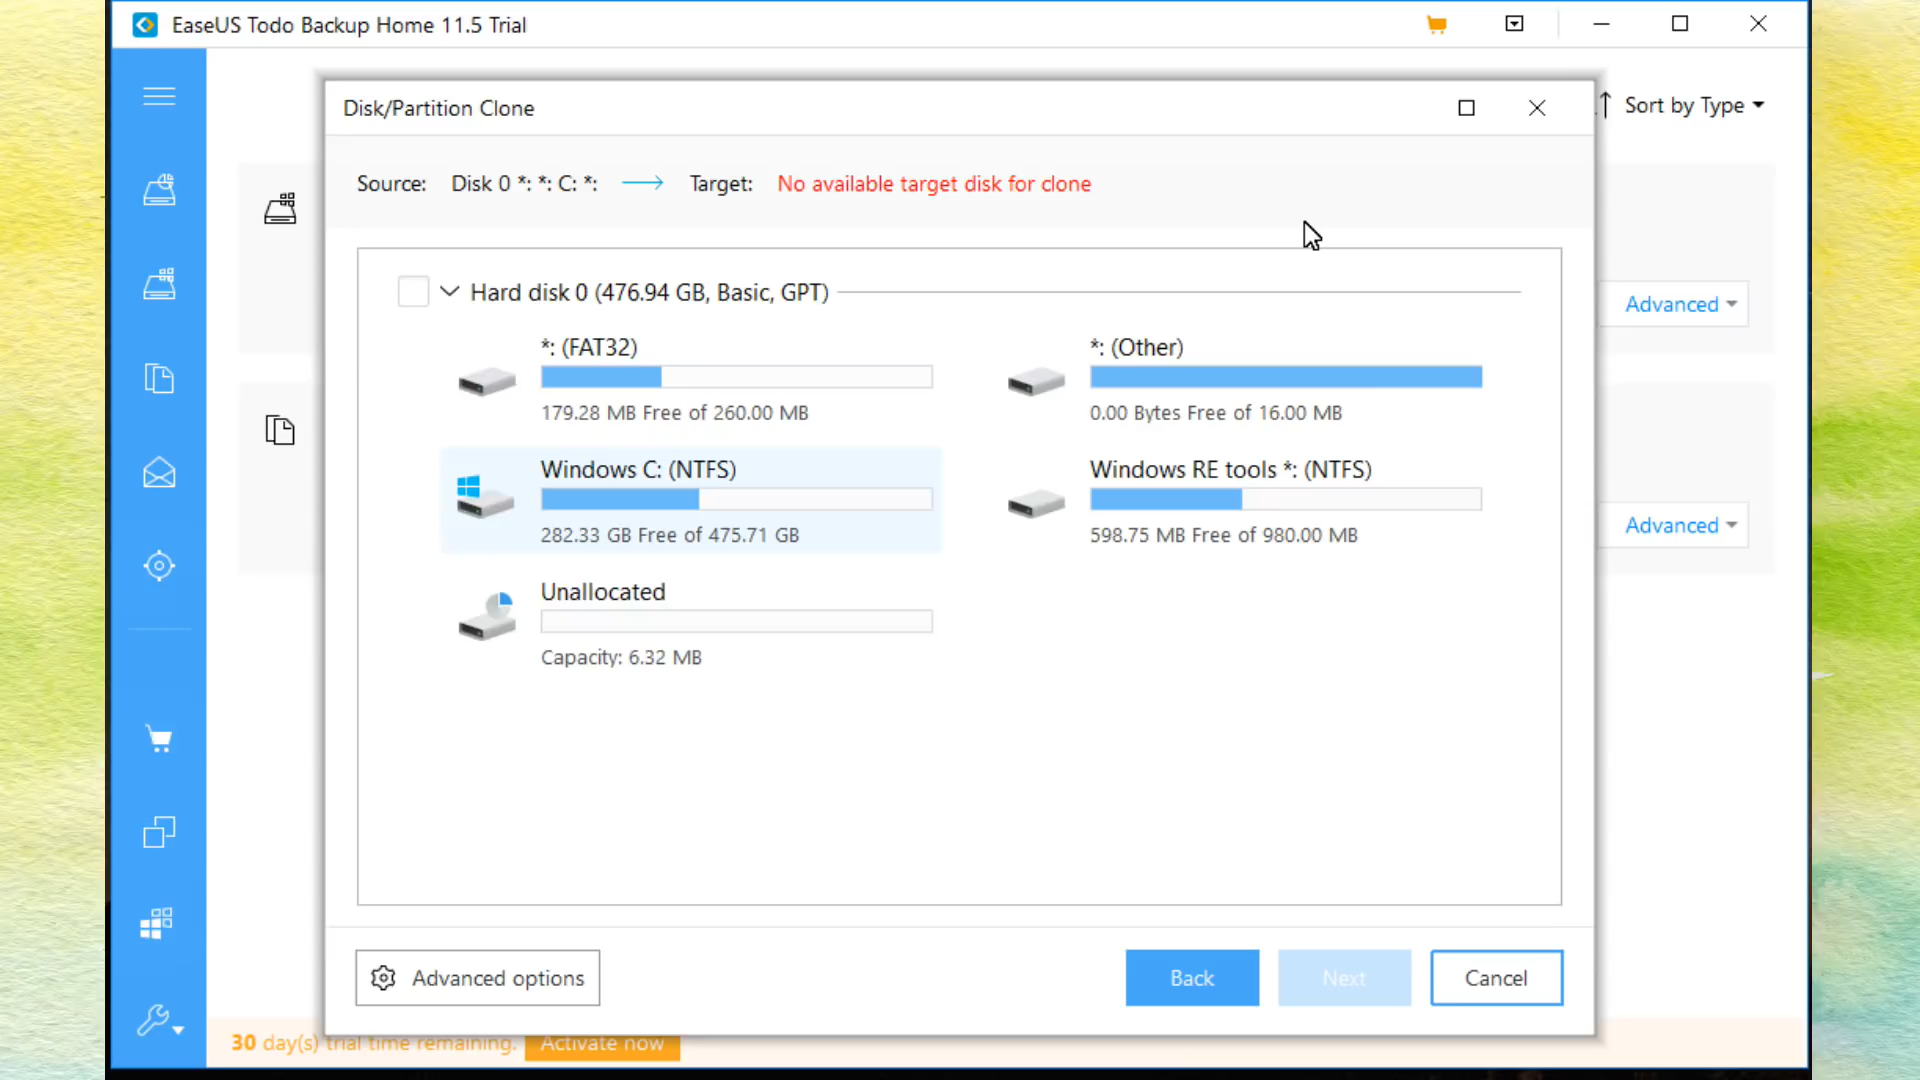 EaseUS Todo Backup Home 11.5 Trial
Disk/Partition Clone
Sort by Type
Source: Disk 0 *: *: C: *: Target: No available target disk for clone
Hard disk 0 (476.94 GB, Basic, GPT)
Advanced
*: (FAT32)
179.28 MB Free of 260.00 MB
*: (Other)
0.00 Bytes Free of 16.00 MB
Windows C: (NTFS)
282.33 GB Free of 475.71 GB
Windows RE tools *: (NTFS)
598.75 MB Free of 980.00 MB
Advanced
Unallocated
Capacity: 6.32 MB
Advanced options
Back
Next
Cancel
30 day(s) trial time remaining.
Activate now